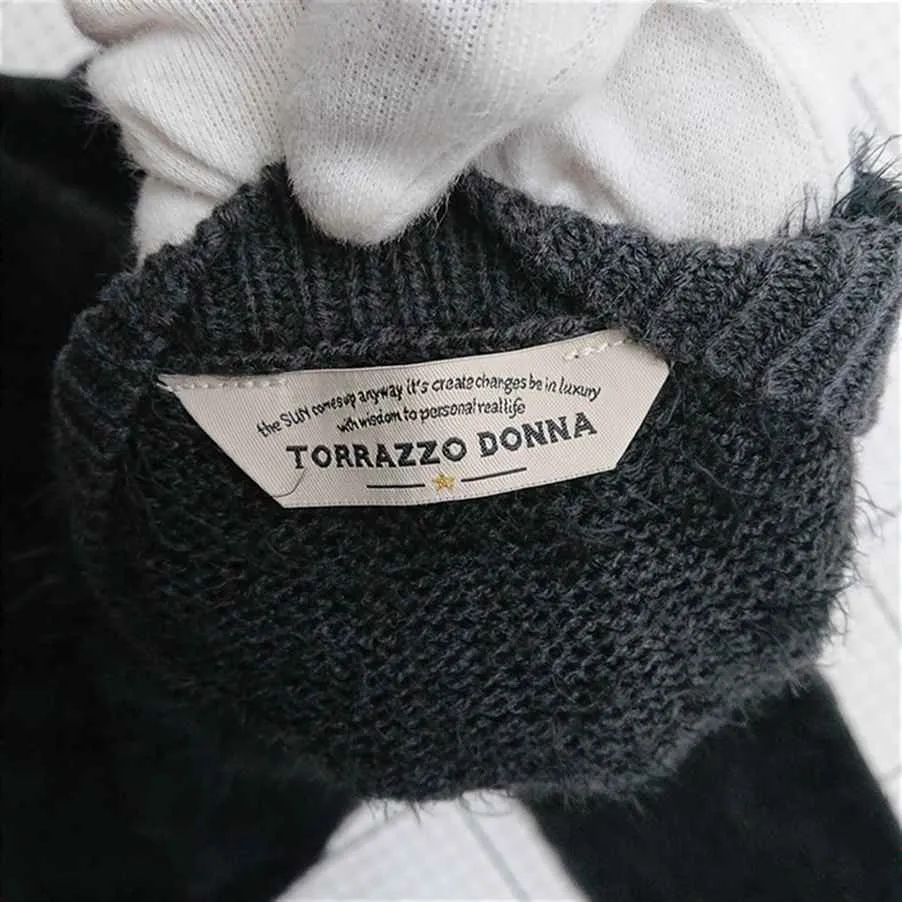 the SUN comes up anyway it's create changes be in luxury
with wisdom to personal real life
TORRAZZO DONNA